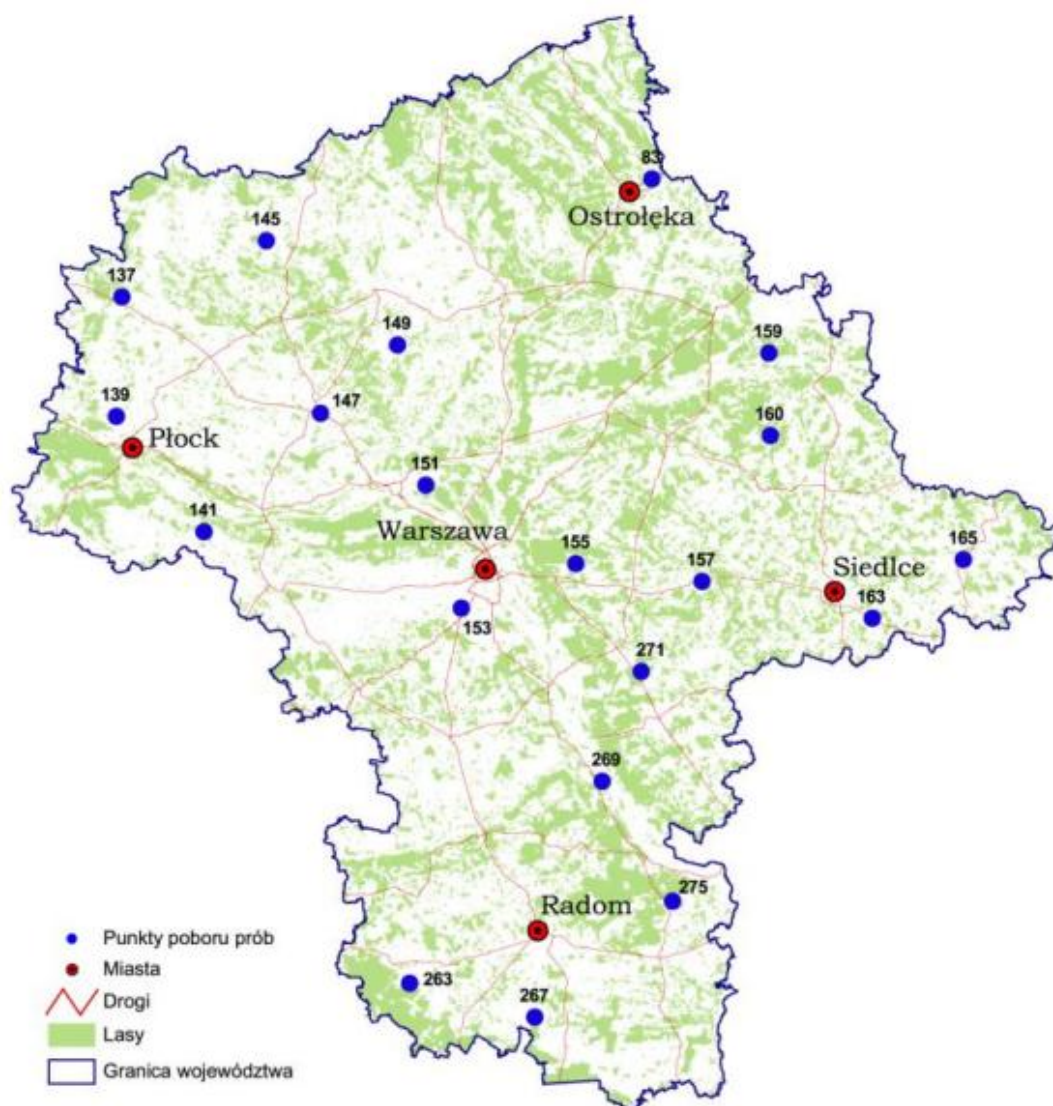 83
Ostrołęka
145
137
149
159
139
147
160
Płock
151
141
Warszawa
155
157
165
Siedlce
163
153
271
269
275
Radom
263
267
Punkty poboru prób
Miasta
Drogi
Lasy
Granica województwa